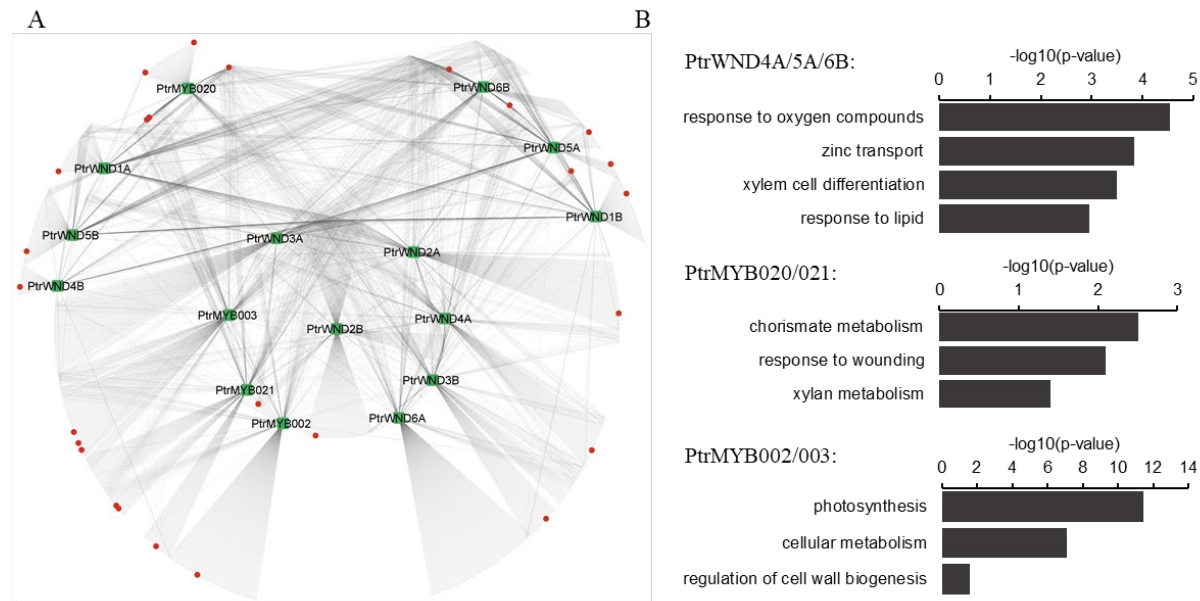 A
B
PtrMYB020
PtrWND6B
PtrWND5A
PtrWND1A
PtrWND1B
PtrWND5B
PtrWND3A
PtrWND2A
PtrWND4B
PtrMYB003
PtrWND2B
PtrWND4A
PtrWND3B
PtrMYB021
PtrMYB002
PtrWND6A
PtrWND4A/5A/6B:
-log10(p-value)
0 1 2 3 4 5
response to oxygen compounds
zinc transport
xylem cell differentiation
response to lipid
PtrMYB020/021:
-log10(p-value)
0 1 2 3
chorismate metabolism
response to wounding
xylan metabolism
PtrMYB002/003:
-log10(p-value)
0 2 4 6 8 10 12 14
photosynthesis
cellular metabolism
regulation of cell wall biogenesis